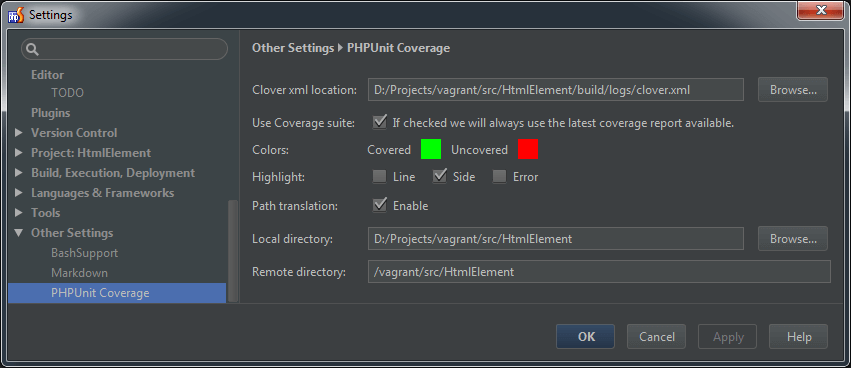 php
Settings
Editor
TODO
Plugins
Version Control
Project: HtmlElement
Build, Execution, Deployment
Languages & Frameworks
Tools
Other Settings
BashSupport
Markdown
PHPUnit Coverage
Other Settings ▸ PHPUnit Coverage
Clover xml location: D:/Projects/vagrant/src/HtmlElement/build/logs/clover.xml Browse...
Use Coverage suite: If checked we will always use the latest coverage report available.
Colors: Covered Uncovered
Highlight: Line Side Error
Path translation: Enable
Local directory: D:/Projects/vagrant/src/HtmlElement Browse...
Remote directory: /vagrant/src/HtmlElement
OK Cancel Apply Help